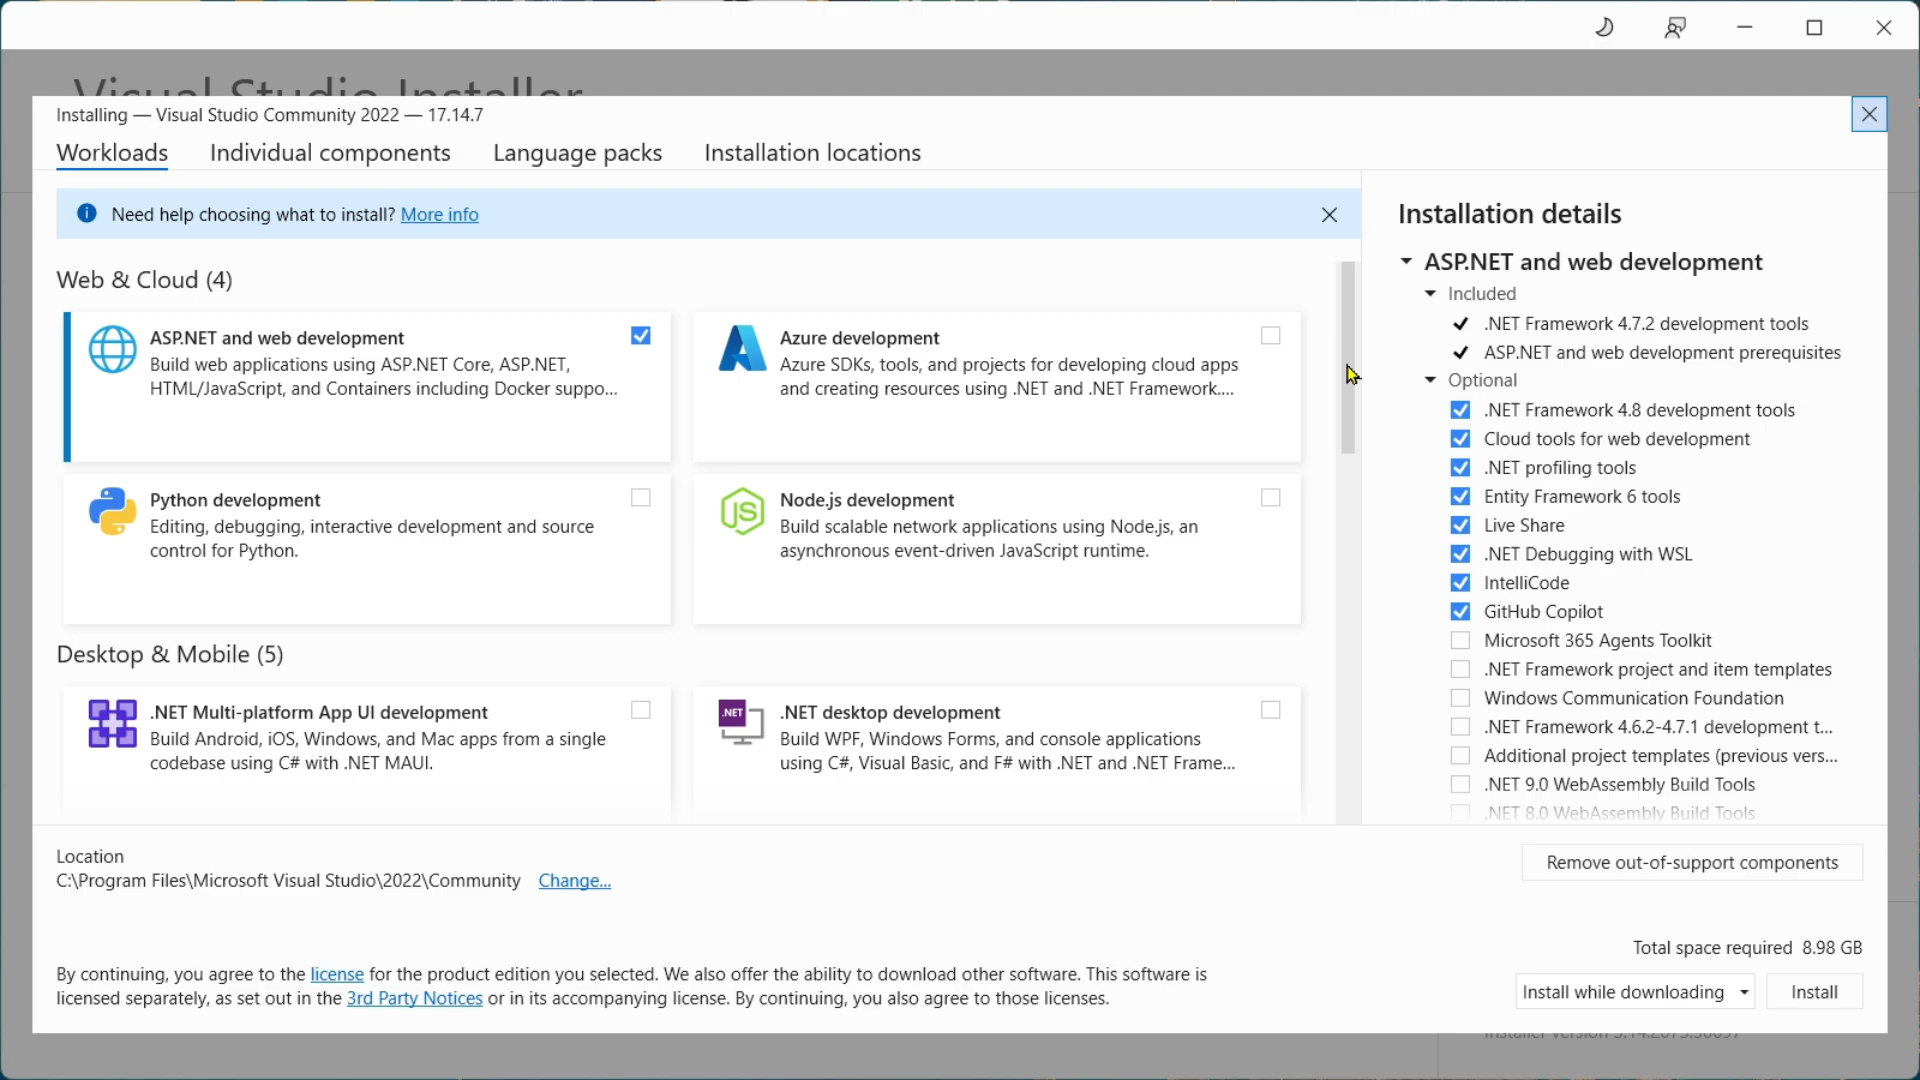 Visual Studio Installer
Installing — Visual Studio Community 2022 — 17.14.7
Workloads
Individual components
Language packs
Installation locations
Need help choosing what to install? More info
Web & Cloud (4)
ASP.NET and web development
Build web applications using ASP.NET Core, ASP.NET,
HTML/JavaScript, and Containers including Docker suppo...
Azure development
Azure SDKs, tools, and projects for developing cloud apps
and creating resources using .NET and .NET Framework....
Python development
Editing, debugging, interactive development and source
control for Python.
JS
Node.js development
Build scalable network applications using Node.js, an
asynchronous event-driven JavaScript runtime.
Desktop & Mobile (5)
.NET Multi-platform App UI development
Build Android, iOS, Windows, and Mac apps from a single
codebase using C# with .NET MAUI.
.NET
.NET desktop development
Build WPF, Windows Forms, and console applications
using C#, Visual Basic, and F# with .NET and .NET Frame...
Installation details
ASP.NET and web development
Included
.NET Framework 4.7.2 development tools
ASP.NET and web development prerequisites
Optional
.NET Framework 4.8 development tools
Cloud tools for web development
.NET profiling tools
Entity Framework 6 tools
Live Share
.NET Debugging with WSL
IntelliCode
GitHub Copilot
Microsoft 365 Agents Toolkit
.NET Framework project and item templates
Windows Communication Foundation
.NET Framework 4.6.2-4.7.1 development t...
Additional project templates (previous vers...
.NET 9.0 WebAssembly Build Tools
.NET 8.0 WebAssembly Build Tools
Location
C:\Program Files\Microsoft Visual Studio\2022\Community Change...
Remove out-of-support components
Total space required 8.98 GB
By continuing, you agree to the license for the product edition you selected. We also offer the ability to download other software. This software is
licensed separately, as set out in the 3rd Party Notices or in its accompanying license. By continuing, you also agree to those licenses.
Install while downloading
Install
Installer version